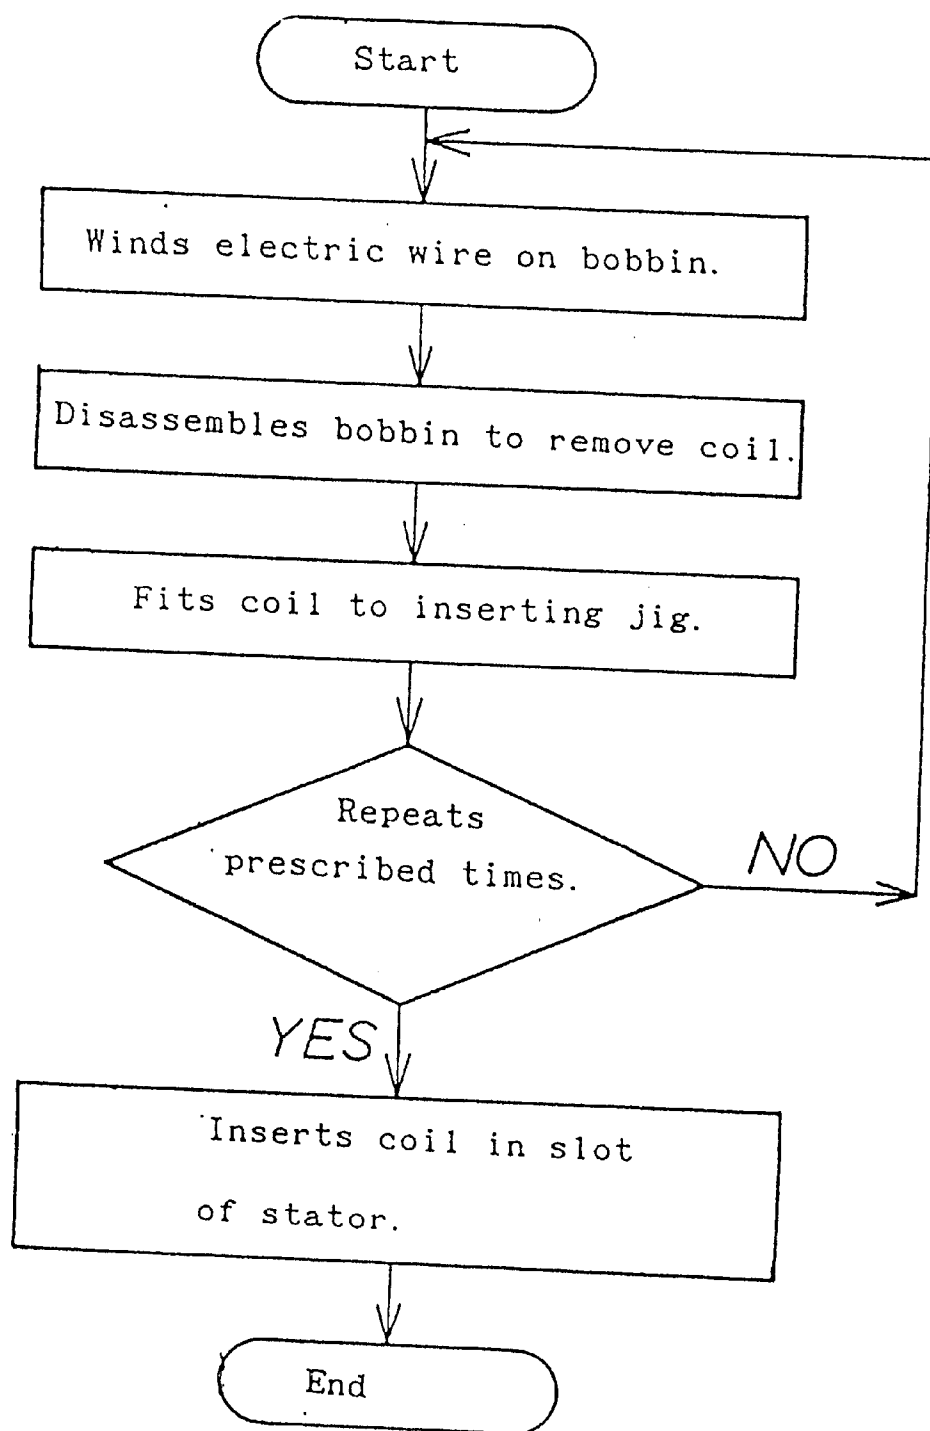 Start
Winds electric wire on bobbin.
Disassembles bobbin to remove coil.
Fits coil to inserting jig.
Repeats
prescribed times.
NO
YES
Inserts coil in slot
of stator.
End